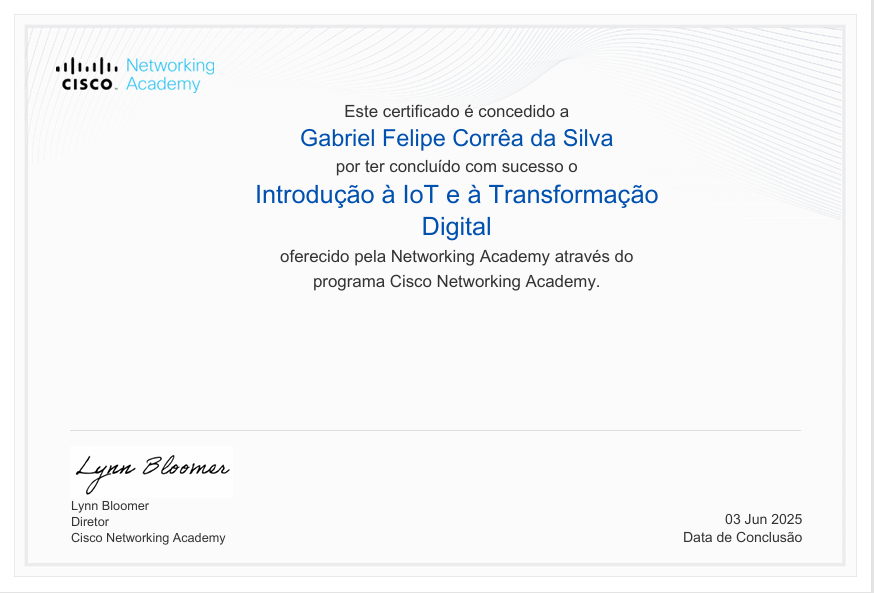 Networking
CISCO Academy
Este certificado é concedido a
Gabriel Felipe Corrêa da Silva
por ter concluído com sucesso o
Introdução à IoT e à Transformação
Digital
oferecido pela Networking Academy através do
programa Cisco Networking Academy.
Lynn Bloomer
Lynn Bloomer
Diretor
Cisco Networking Academy
03 Jun 2025
Data de Conclusão